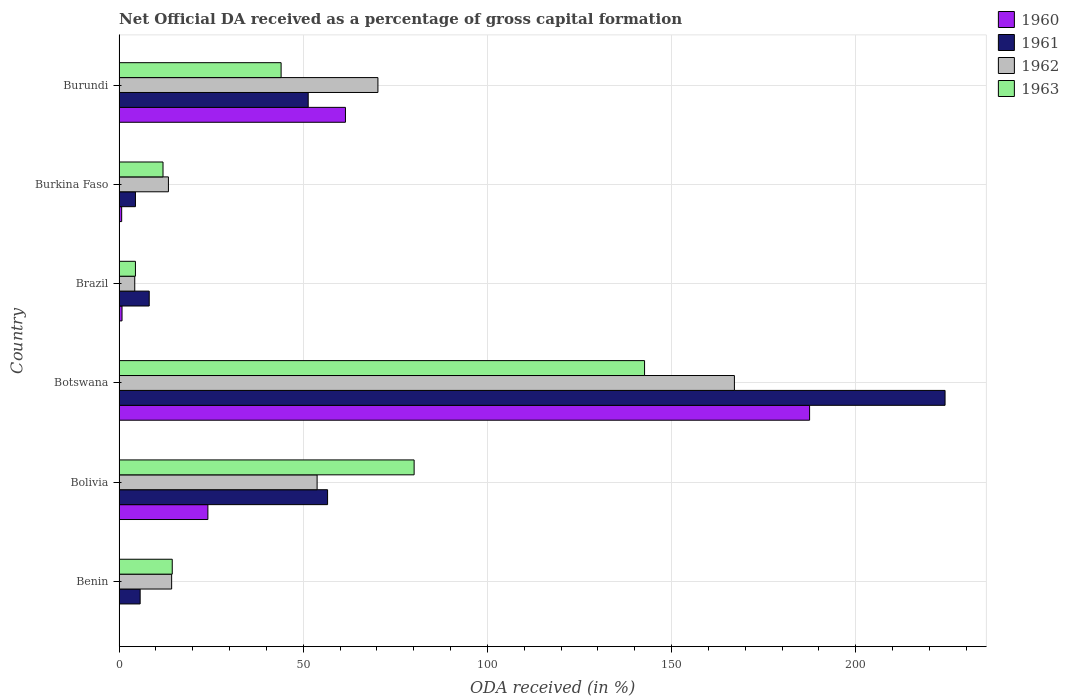 Net Official DA received as a percentage of gross capital formation
1960
1961
1962
1963
Burundi
Burkina Faso
Brazil
Botswana
Bolivia
Benin
Country
0
50
100
150
200
ODA received (in %)